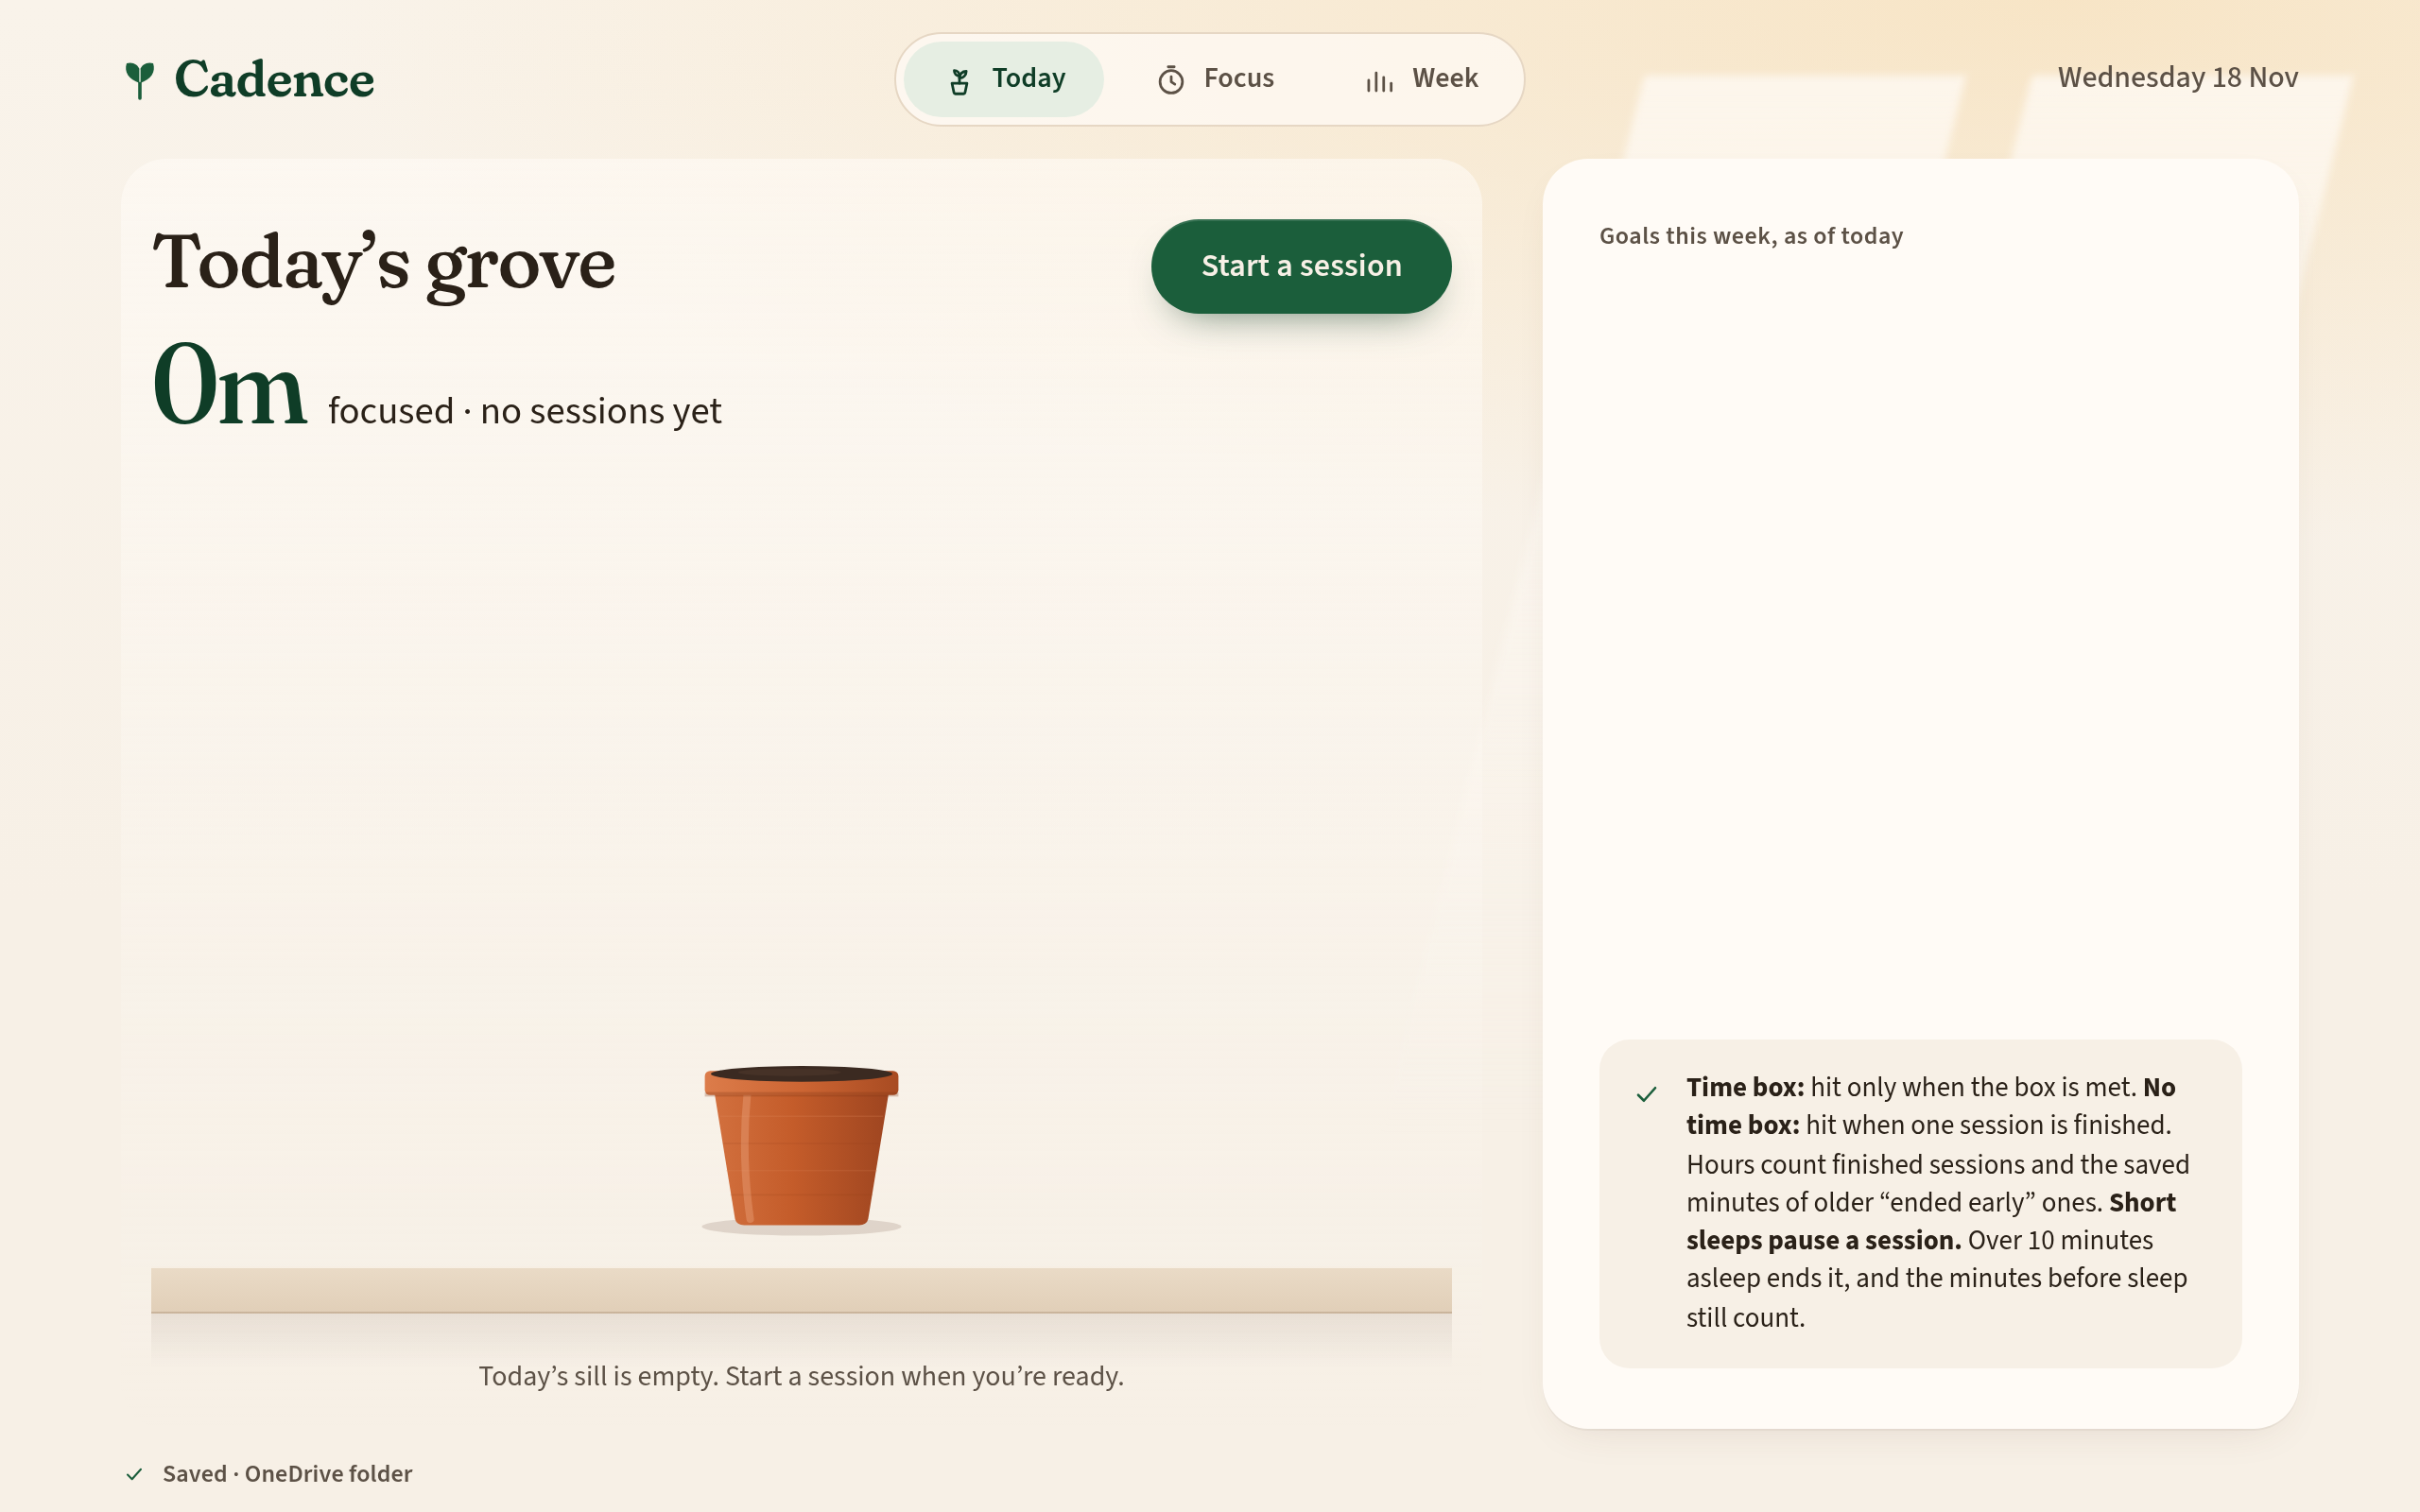 Cadence
Today
Focus
Week
Wednesday 18 Nov
Today’s grove
Start a session
0m focused · no sessions yet
Today’s sill is empty. Start a session when you’re ready.
Goals this week, as of today
Time box: hit only when the box is met. No
time box: hit when one session is finished.
Hours count finished sessions and the saved
minutes of older “ended early” ones. Short
sleeps pause a session. Over 10 minutes
asleep ends it, and the minutes before sleep
still count.
Saved · OneDrive folder